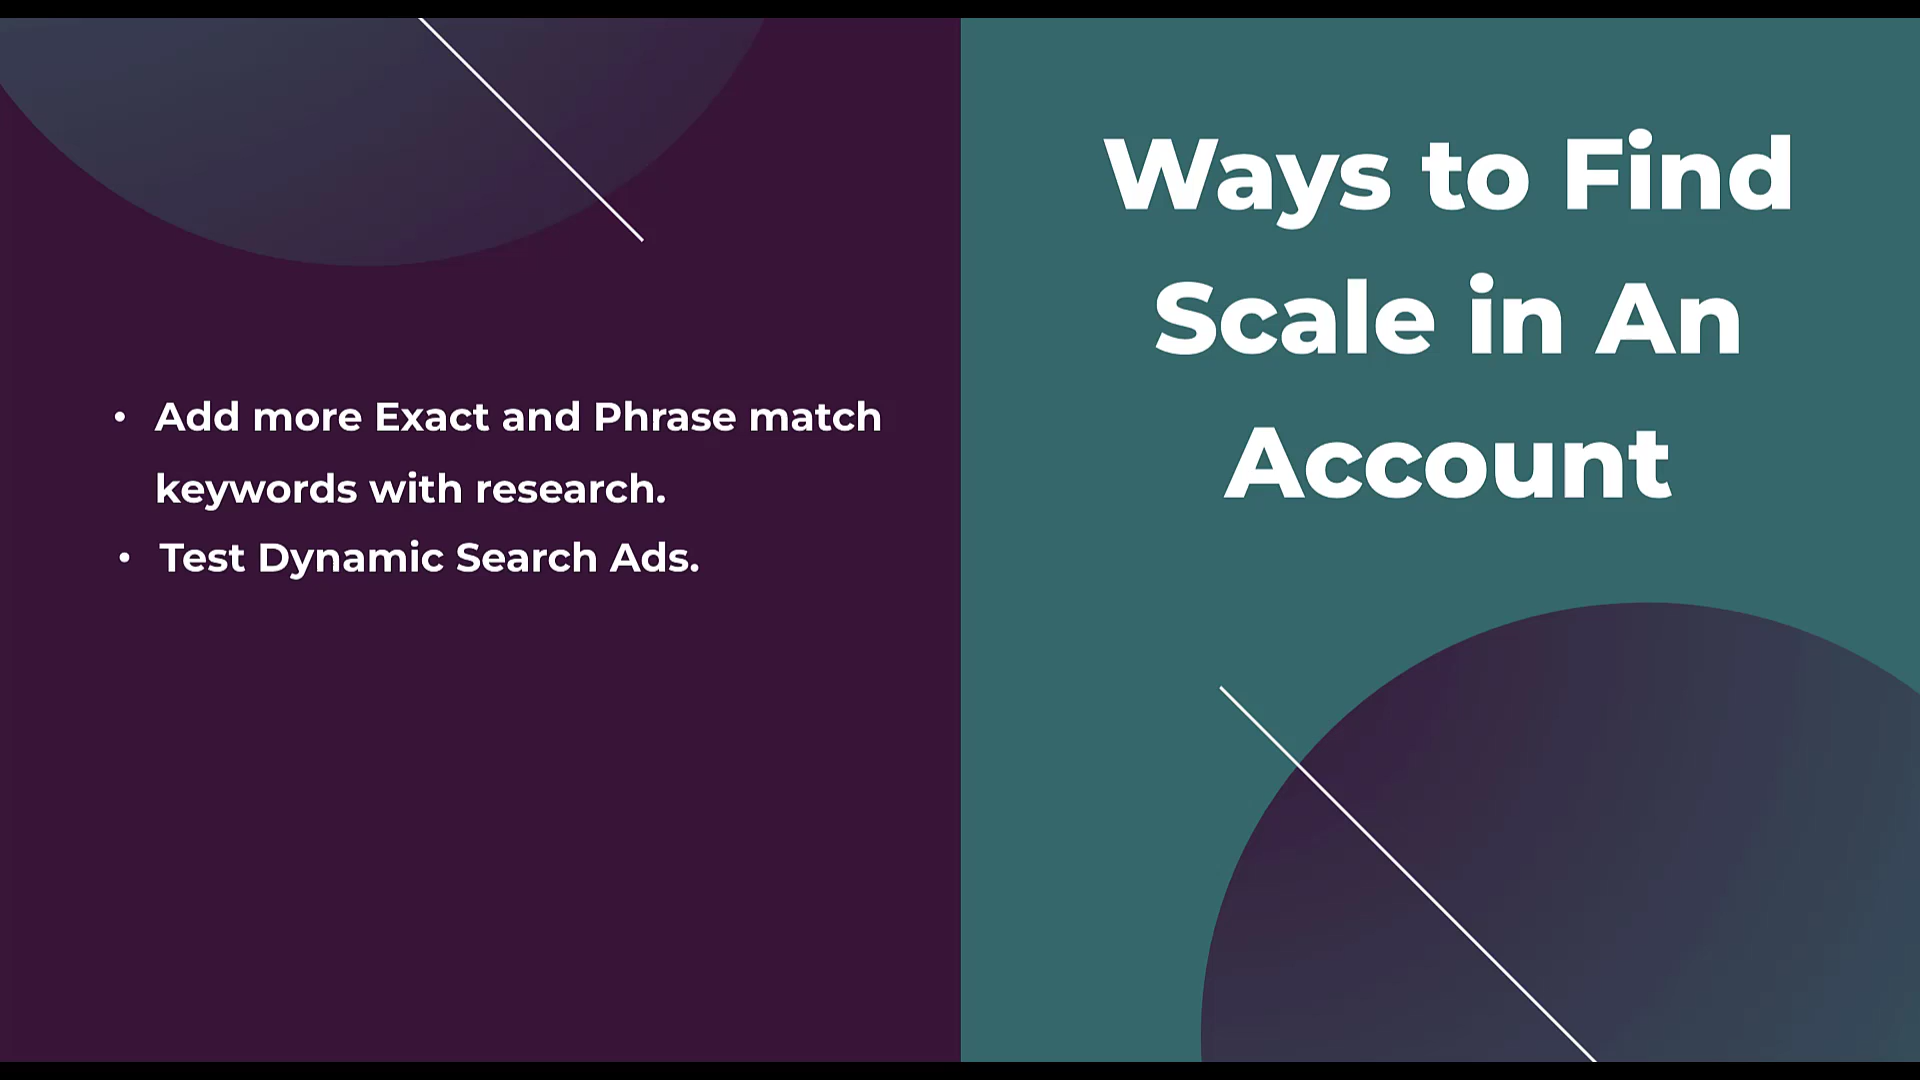 Ways to Find
Scale in An
Account
• Add more Exact and Phrase match
keywords with research.
• Test Dynamic Search Ads.